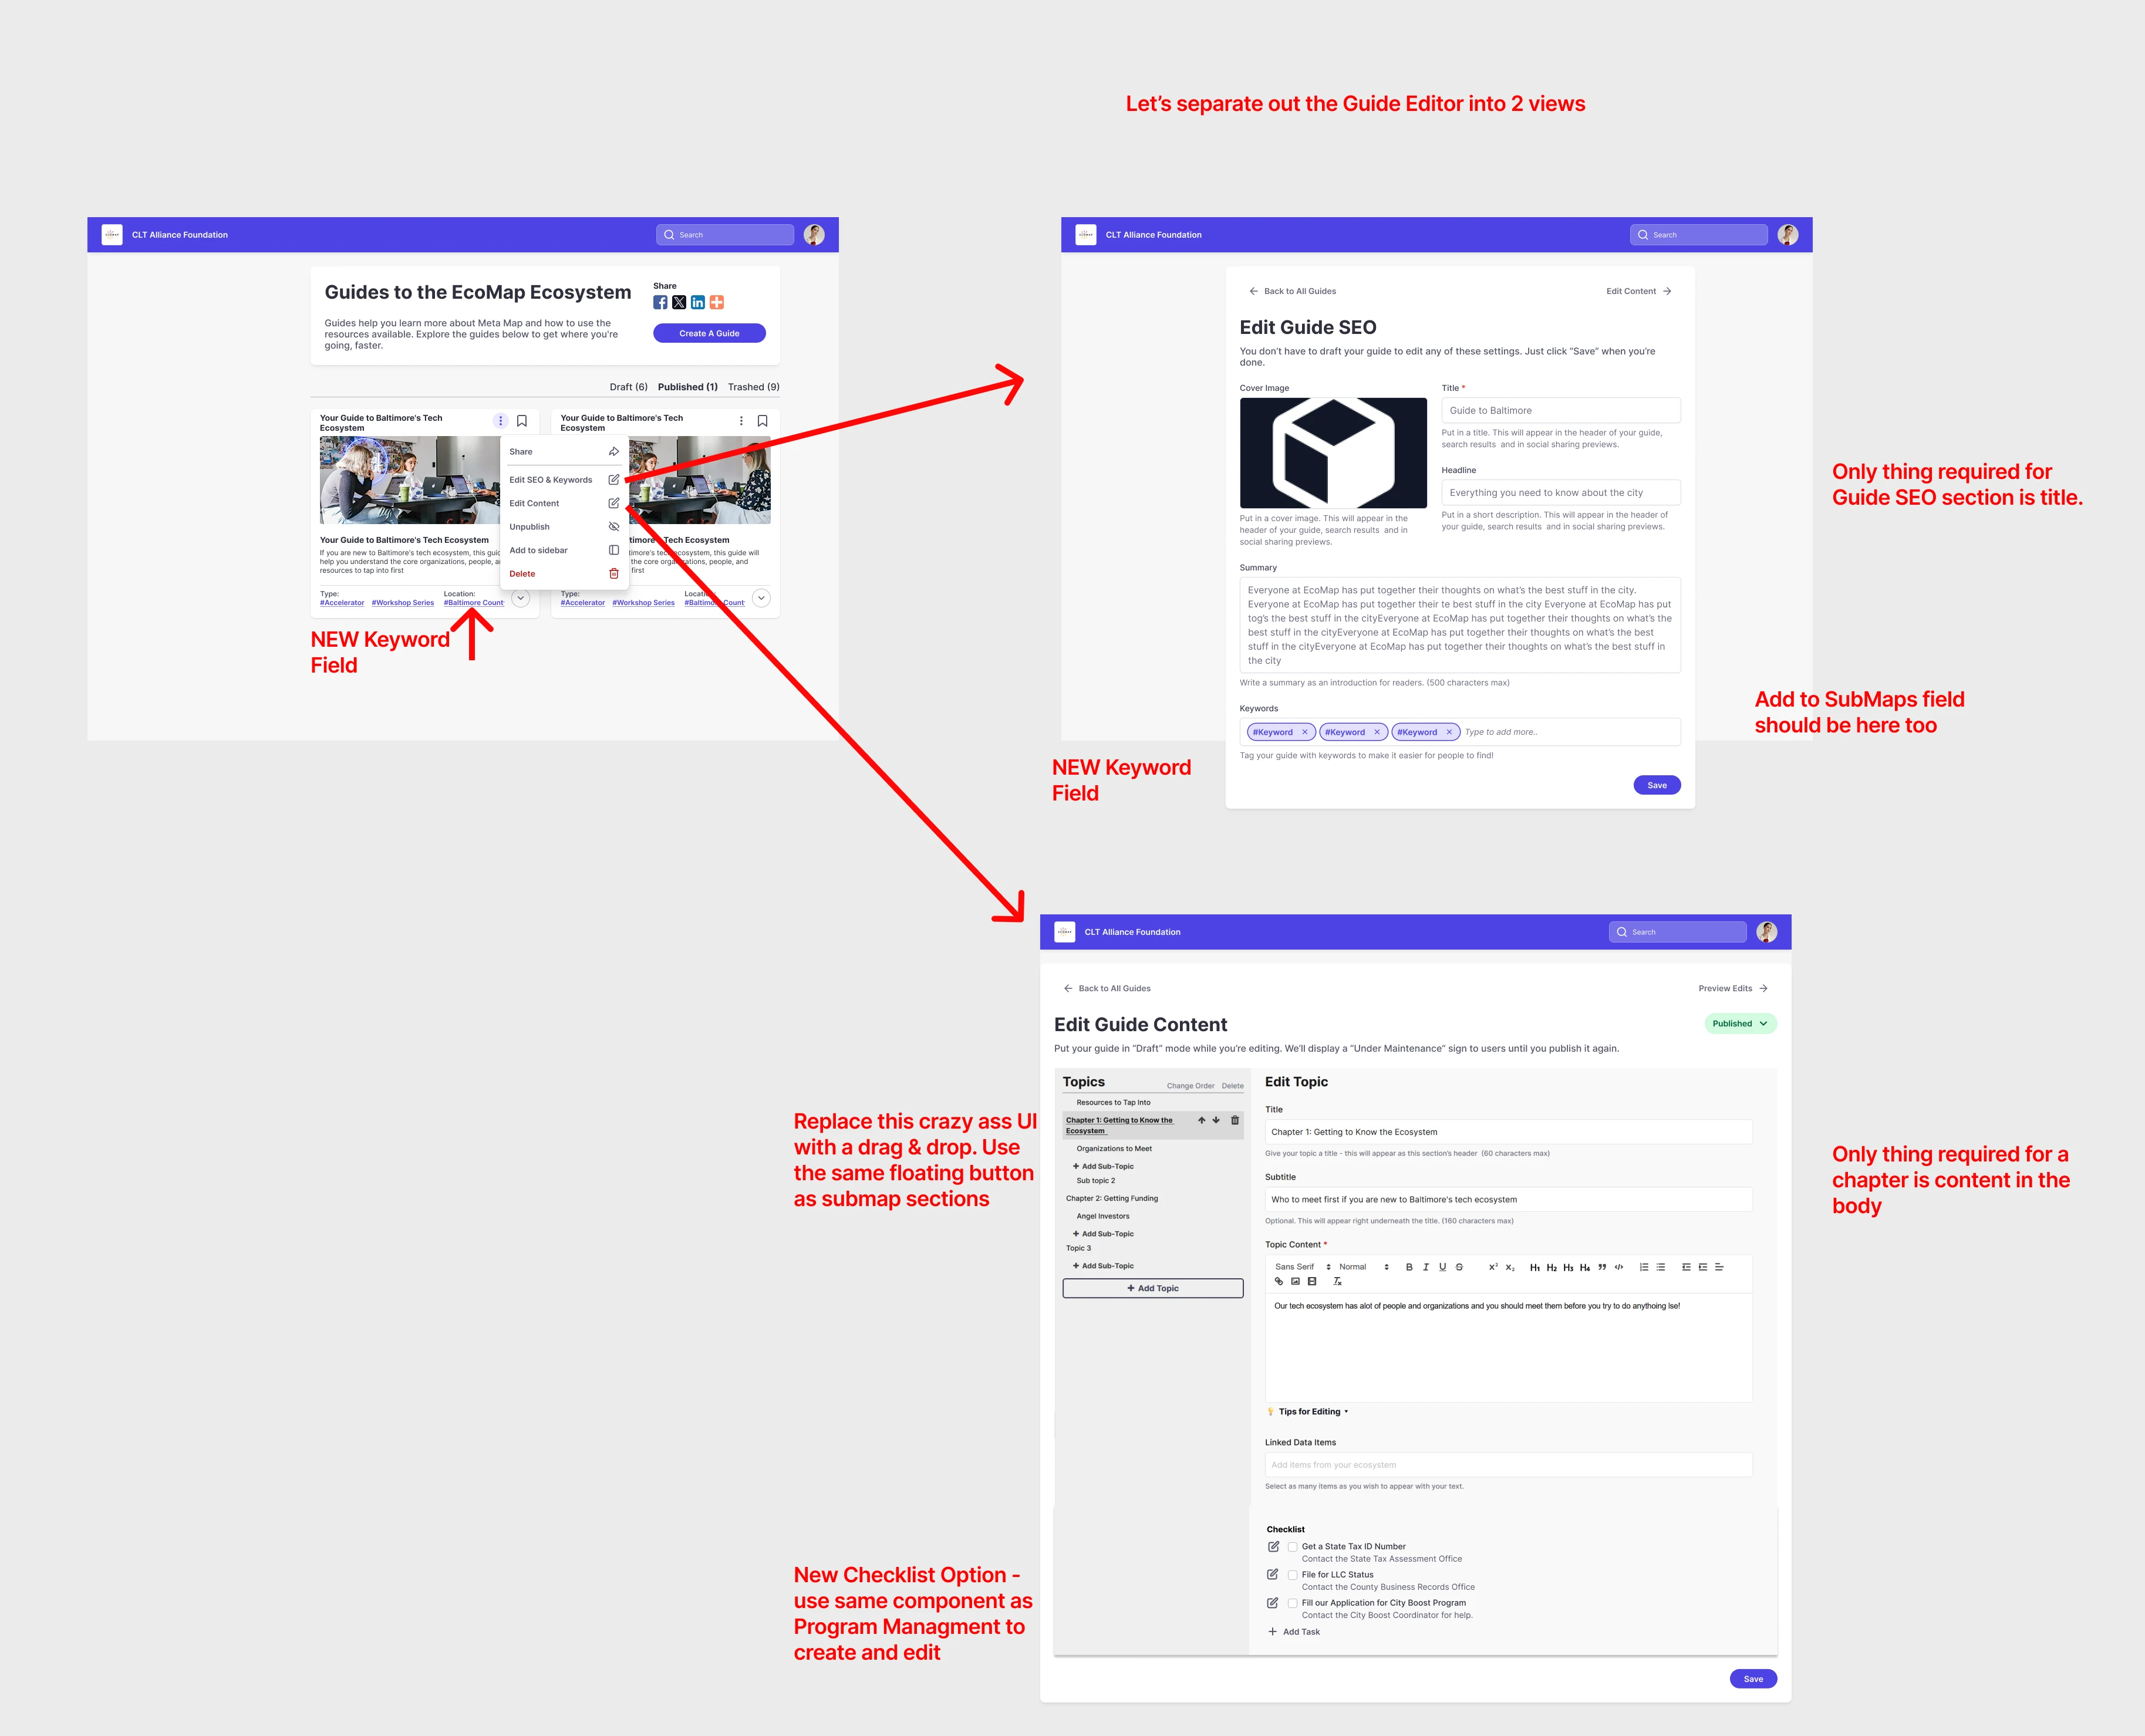 Let's separate out the Guide Editor into 2 views
CLT Alliance Foundation
Search
Guides to the EcoMap Ecosystem
Guides help you learn more about Meta Map and how to use the
resources available. Explore the guides below to get where you're
going, faster.
Share
Create A Guide
Draft (6) Published (1) Trashed (9)
Your Guide to Baltimore's Tech
Ecosystem
Share
Edit SEO & Keywords
Edit Content
Unpublish
Add to sidebar
Delete
Your Guide to Baltimore's Tech Ecosystem
If you are new to Baltimore's tech ecosystem, this guid
help you understand the core organizations, people, a
resources to tap into first
Type:
#Accelerator #Workshop Series
Location:
#Baltimore Count
Your Guide to Baltimore's Tech
Ecosystem
timore's Tech Ecosystem
timore's tech ecosystem, this guide will
the core organizations, people, and
first
Type:
#Accelerator #Workshop Series
Location:
#Baltimore Count
NEW Keyword
Field
CLT Alliance Foundation
Search
Back to All Guides
Edit Content
Edit Guide SEO
You don't have to draft your guide to edit any of these settings. Just click “Save” when you're
done.
Cover Image
Put in a cover image. This will appear in the
header of your guide, search results and in
social sharing previews.
Title *
Guide to Baltimore
Put in a title. This will appear in the header of your guide,
search results and in social sharing previews.
Headline
Everything you need to know about the city
Put in a short description. This will appear in the header of
your guide, search results and in social sharing previews.
Summary
Everyone at EcoMap has put together their thoughts on what's the best stuff in the city.
Everyone at EcoMap has put together their te best stuff in the city Everyone at EcoMap has put
tog's the best stuff in the cityEveryone at EcoMap has put together their thoughts on what's the
best stuff in the cityEveryone at EcoMap has put together their thoughts on what's the best
stuff in the cityEveryone at EcoMap has put together their thoughts on what's the best stuff in
the city
Write a summary as an introduction for readers. (500 characters max)
Keywords
#Keyword × #Keyword × #Keyword × Type to add more..
Tag your guide with keywords to make it easier for people to find!
Save
Only thing required for
Guide SEO section is title.
Add to SubMaps field
should be here too
NEW Keyword
Field
CLT Alliance Foundation
Search
Back to All Guides
Preview Edits
Edit Guide Content
Published
Put your guide in “Draft” mode while you're editing. We'll display a “Under Maintenance” sign to users until you publish it again.
Topics
Change Order Delete
Resources to Tap Into
Chapter 1: Getting to Know the
Ecosystem
Organizations to Meet
+ Add Sub-Topic
Sub topic 2
Chapter 2: Getting Funding
Angel Investors
+ Add Sub-Topic
Topic 3
+ Add Sub-Topic
+ Add Topic
Edit Topic
Title
Chapter 1: Getting to Know the Ecosystem
Give your topic a title - this will appear as this section's header (60 characters max)
Subtitle
Who to meet first if you are new to Baltimore's tech ecosystem
Optional. This will appear right underneath the title. (160 characters max)
Topic Content *
Sans Serif Normal B I U S X² X₂ H1 H2 H3 H4 ” </>
Our tech ecosystem has alot of people and organizations and you should meet them before you try to do anythoing lse!
Tips for Editing
Linked Data Items
Add items from your ecosystem
Select as many items as you wish to appear with your text.
Checklist
Get a State Tax ID Number
Contact the State Tax Assessment Office
File for LLC Status
Contact the County Business Records Office
Fill our Application for City Boost Program
Contact the City Boost Coordinator for help.
+ Add Task
Save
Replace this crazy ass UI
with a drag & drop. Use
the same floating button
as submap sections
Only thing required for a
chapter is content in the
body
New Checklist Option -
use same component as
Program Managment to
create and edit